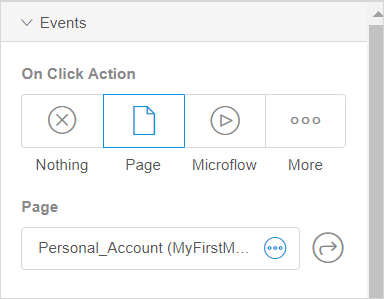 Events
On Click Action
Nothing Page Microflow More
Page
Personal_Account (MyFirstM...